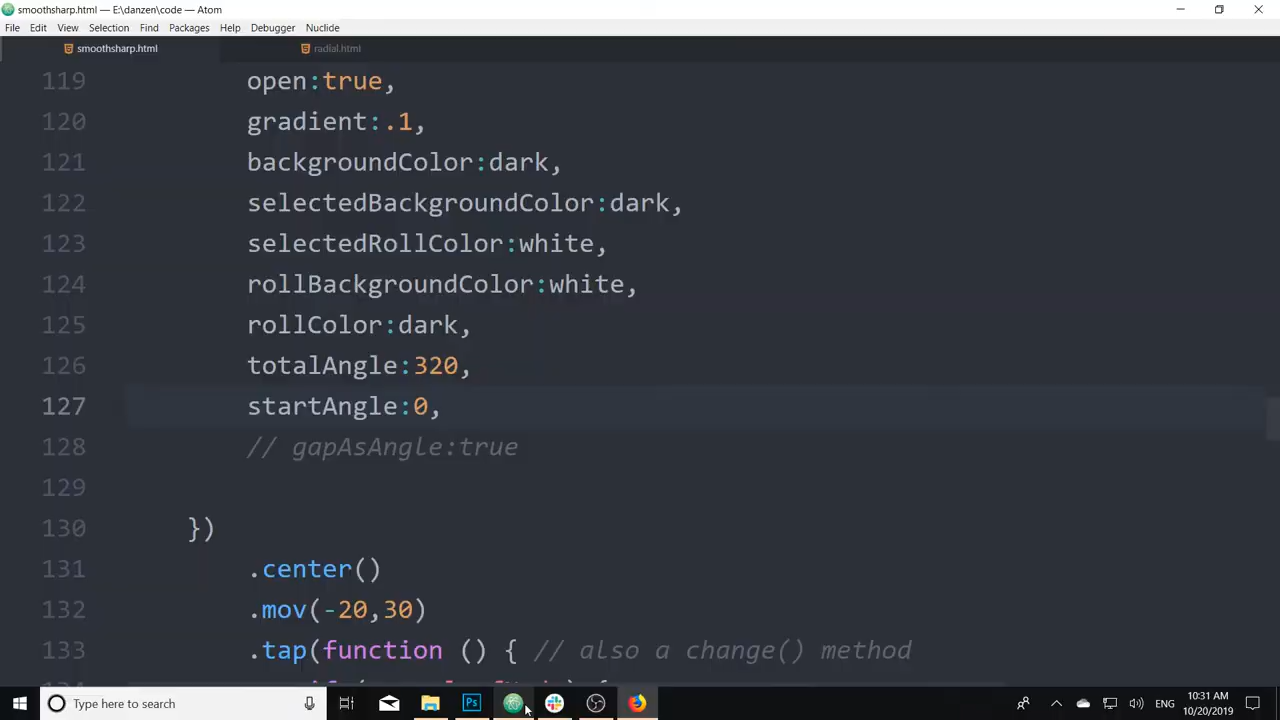 smoothsharp.html — E:\danzen\code — Atom
File Edit View Selection Find Packages Help Debugger Nuclide
smoothsharp.html radial.html
119 open:true,
120 gradient:.1,
121 backgroundColor:dark,
122 selectedBackgroundColor:dark,
123 selectedRollColor:white,
124 rollBackgroundColor:white,
125 rollColor:dark,
126 totalAngle:320,
127 startAngle:0,
128 // gapAsAngle:true
129
130 })
131 .center()
132 .mov(-20,30)
133 .tap(function () { // also a change() method
Type here to search
Ps
ENG
10:31 AM
10/20/2019